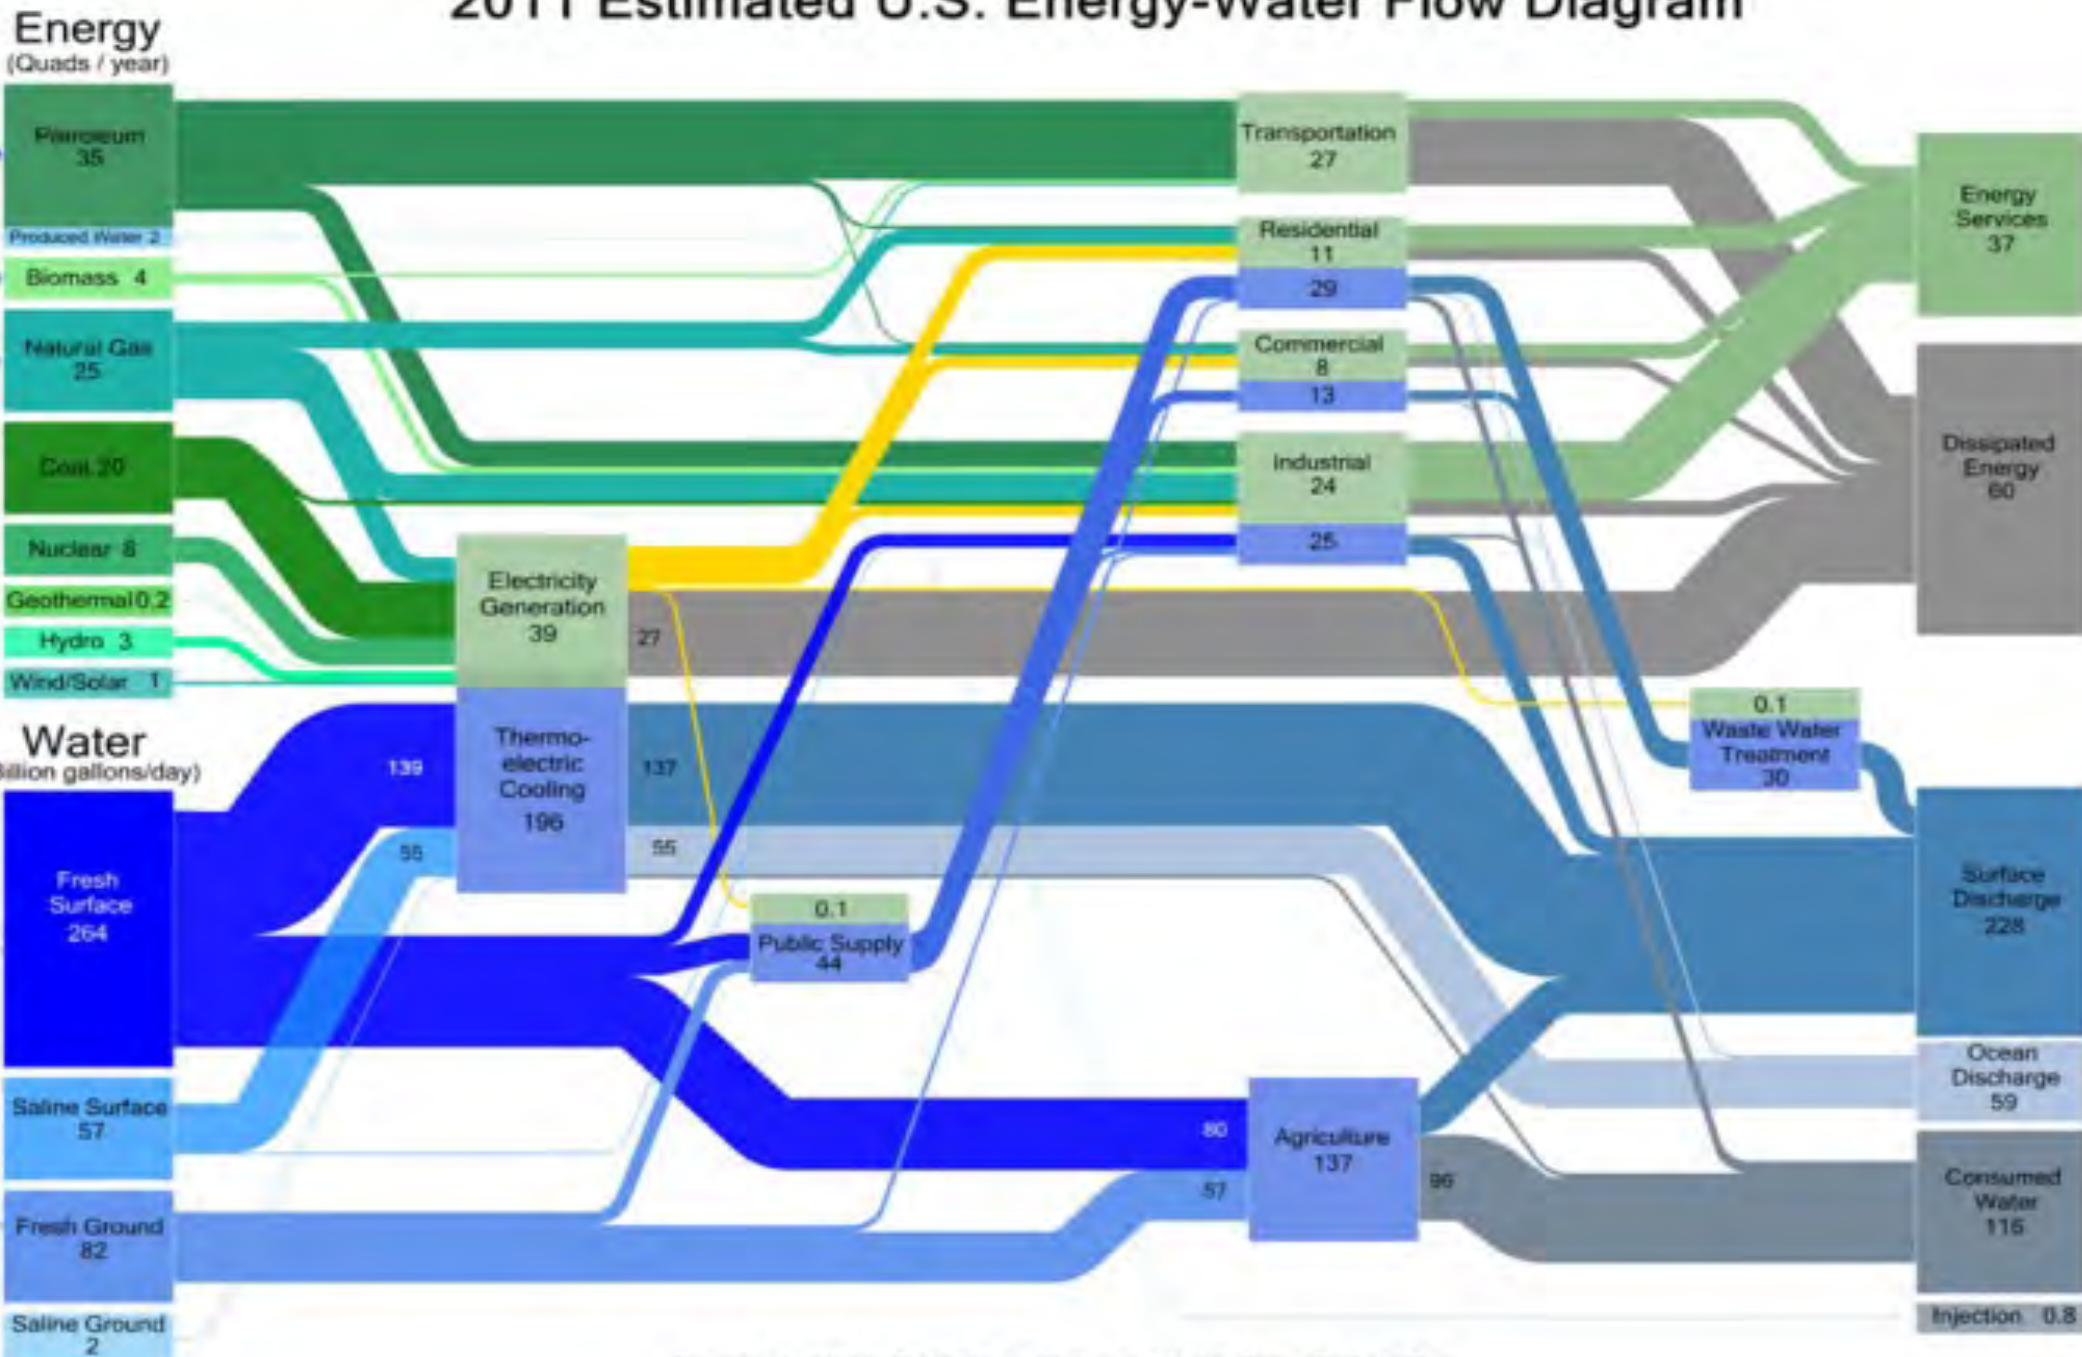 2011 Estimated U.S. Energy-Water Flow Diagram
Energy
(Quads / year)
Petroleum
35
Produced Water 2
Biomass 4
Natural Gas
25
Coal 20
Nuclear 8
Geothermal 0.2
Hydro 3
Wind/Solar 1
Water
Billion gallons/day)
Fresh
Surface
264
Saline Surface
57
Fresh Ground
82
Saline Ground
2
139
55
Electricity
Generation
39
Thermo-
electric
Cooling
196
27
137
55
0.1
Public Supply
44
Transportation
27
Residential
11
29
Commercial
8
13
Industrial
24
25
80
57
Agriculture
137
96
0.1
Waste Water
Treatment
30
Energy
Services
37
Dissipated
Energy
60
Surface
Discharge
228
Ocean
Discharge
59
Consumed
Water
116
Injection 0.8